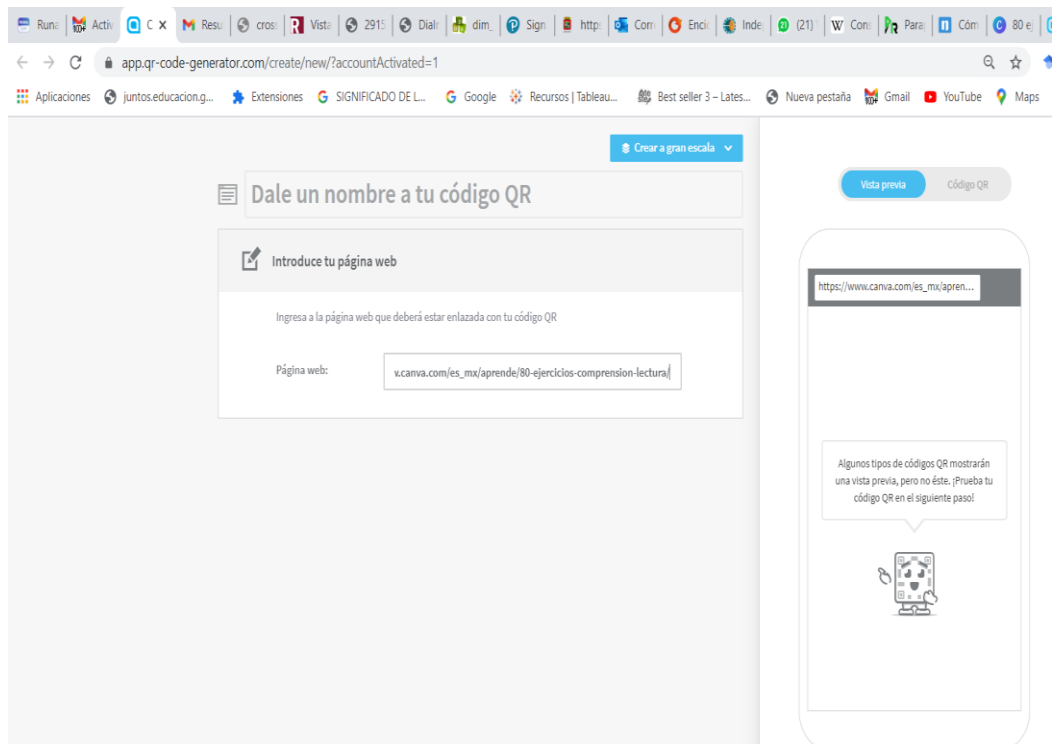 Runa Activ C Resu cros: Vista 2915 Dialr dim_ Sign http: Corr Encic Inde (21) Cons Para Cóm 80 ej
app.qr-code-generator.com/create/new/?accountActivated=1
Aplicaciones juntos.educacion.g... Extensiones SIGNIFICADO DE L... Google Recursos | Tableau... Best seller 3 – Lates... Nueva pestaña Gmail YouTube Maps
Crear a gran escala
Dale un nombre a tu código QR
Introduce tu página web
Ingresa a la página web que deberá estar enlazada con tu código QR
Página web:
v.canva.com/es_mx/aprende/80-ejercicios-comprension-lectura/
Vista previa Código QR
https://www.canva.com/es_mx/apren...
Algunos tipos de códigos QR mostrarán
una vista previa, pero no éste. ¡Prueba tu
código QR en el siguiente paso!